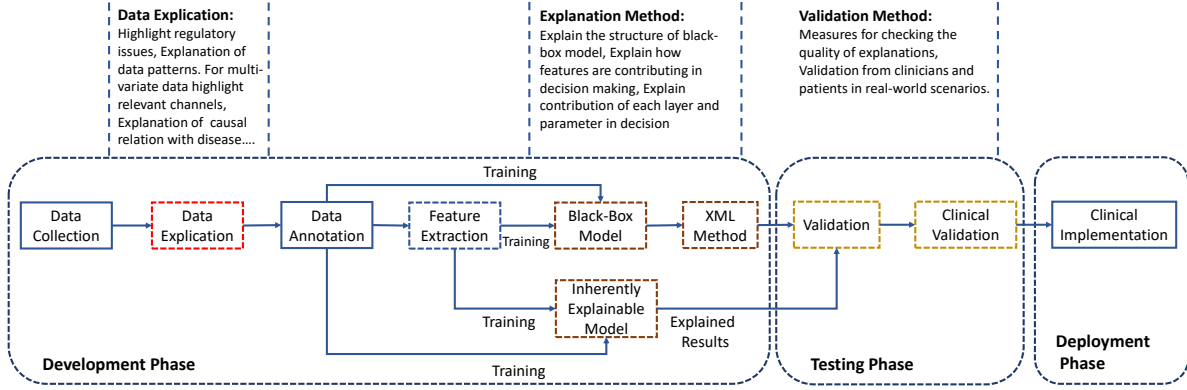 Data Explication:
Highlight regulatory
issues, Explanation of
data patterns. For multi-
variate data highlight
relevant channels,
Explanation of causal
relation with disease....
Explanation Method:
Explain the structure of black-
box model, Explain how
features are contributing in
decision making, Explain
contribution of each layer and
parameter in decision
Validation Method:
Measures for checking the
quality of explanations,
Validation from clinicians and
patients in real-world scenarios.
Training
Data
Collection
Data
Explication
Data
Annotation
Feature
Extraction
Training
Black-Box
Model
XML
Method
Validation
Clinical
Validation
Clinical
Implementation
Training
Inherently
Explainable
Model
Explained
Results
Training
Development Phase
Testing Phase
Deployment
Phase